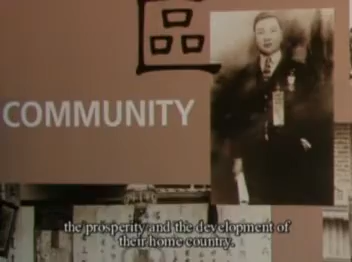 區
COMMUNITY
the prosperity and the development of
their home country.